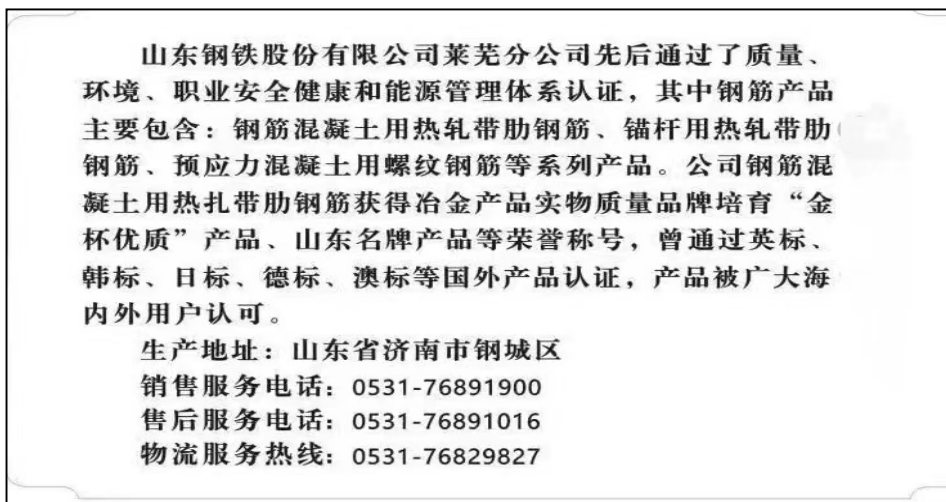 山东钢铁股份有限公司莱芜分公司先后通过了质量、
环境、职业安全健康和能源管理体系认证，其中钢筋产品
主要包含：钢筋混凝土用热轧带肋钢筋、锚杆用热轧带肋
钢筋、预应力混凝土用螺纹钢筋等系列产品。公司钢筋混
凝土用热扎带肋钢筋获得冶金产品实物质量品牌培育“金
杯优质”产品、山东名牌产品等荣誉称号，曾通过英标、
韩标、日标、德标、澳标等国外产品认证，产品被广大海
内外用户认可。
生产地址：山东省济南市钢城区
销售服务电话：0531-76891900
售后服务电话：0531-76891016
物流服务热线：0531-76829827